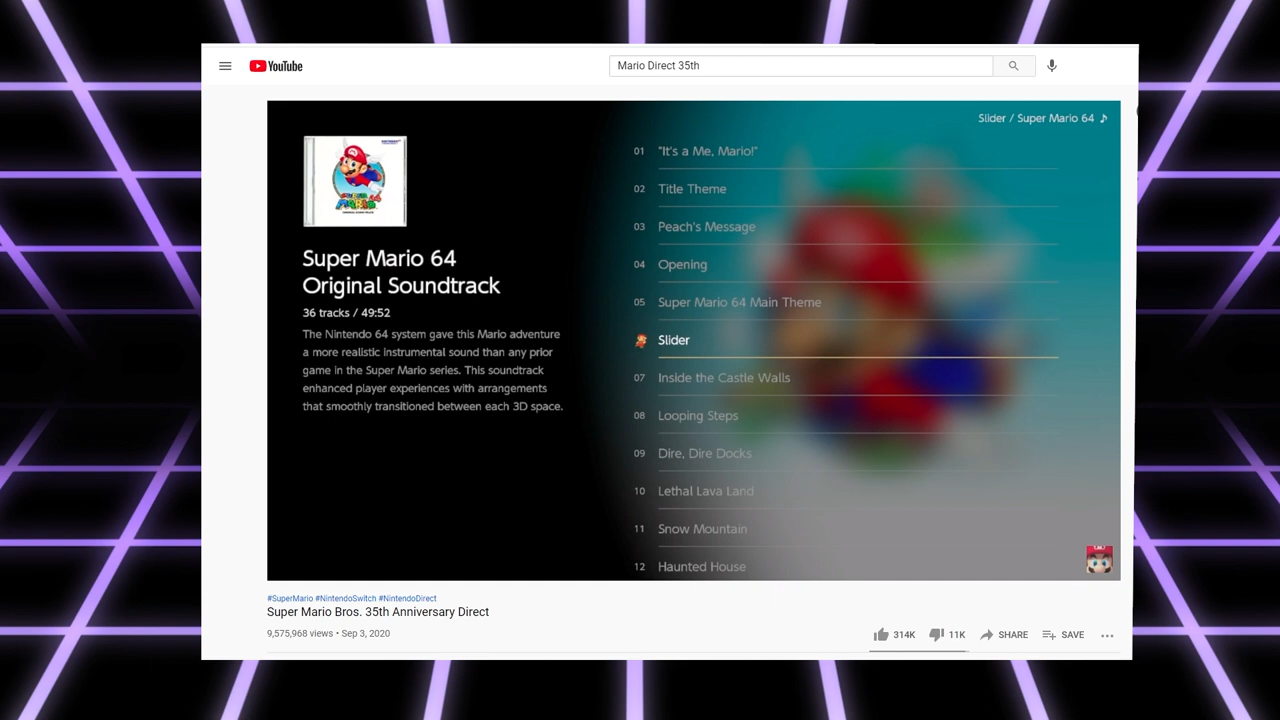 YouTube
Mario Direct 35th
Slider / Super Mario 64 ♪
SUPER
MARIO 64
ORIGINAL SOUNDTRACK
Super Mario 64
Original Soundtrack
36 tracks / 49:52
The Nintendo 64 system gave this Mario adventure
a more realistic instrumental sound than any prior
game in the Super Mario series. This soundtrack
enhanced player experiences with arrangements
that smoothly transitioned between each 3D space.
01 "It's a Me, Mario!"
02 Title Theme
03 Peach's Message
04 Opening
05 Super Mario 64 Main Theme
Slider
07 Inside the Castle Walls
08 Looping Steps
09 Dire, Dire Docks
10 Lethal Lava Land
11 Snow Mountain
12 Haunted House
#SuperMario #NintendoSwitch #NintendoDirect
Super Mario Bros. 35th Anniversary Direct
9,575,968 views • Sep 3, 2020
314K 11K SHARE SAVE